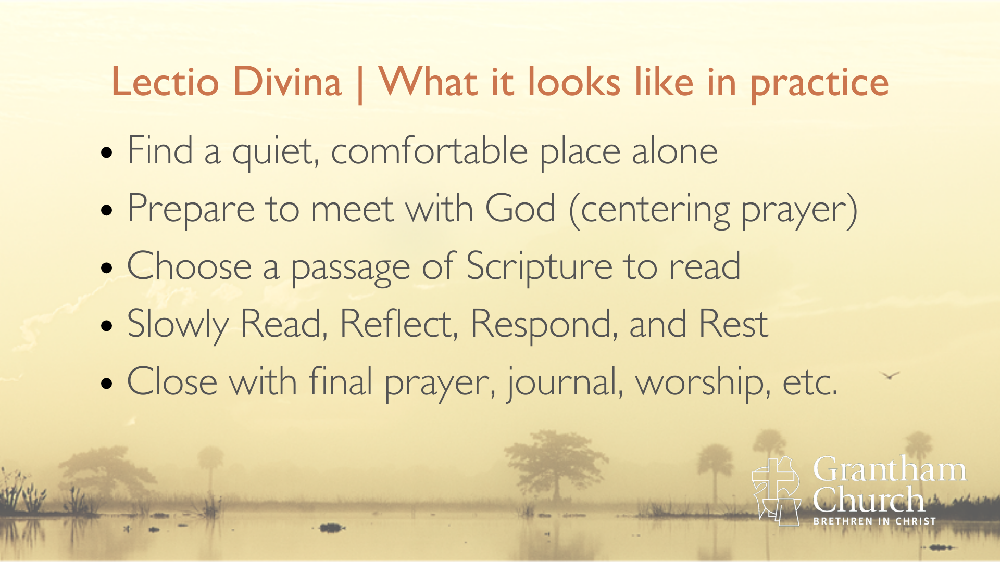 Lectio Divina | What it looks like in practice
• Find a quiet, comfortable place alone
• Prepare to meet with God (centering prayer)
• Choose a passage of Scripture to read
• Slowly Read, Reflect, Respond, and Rest
• Close with final prayer, journal, worship, etc.
Grantham
Church
BRETHREN IN CHRIST